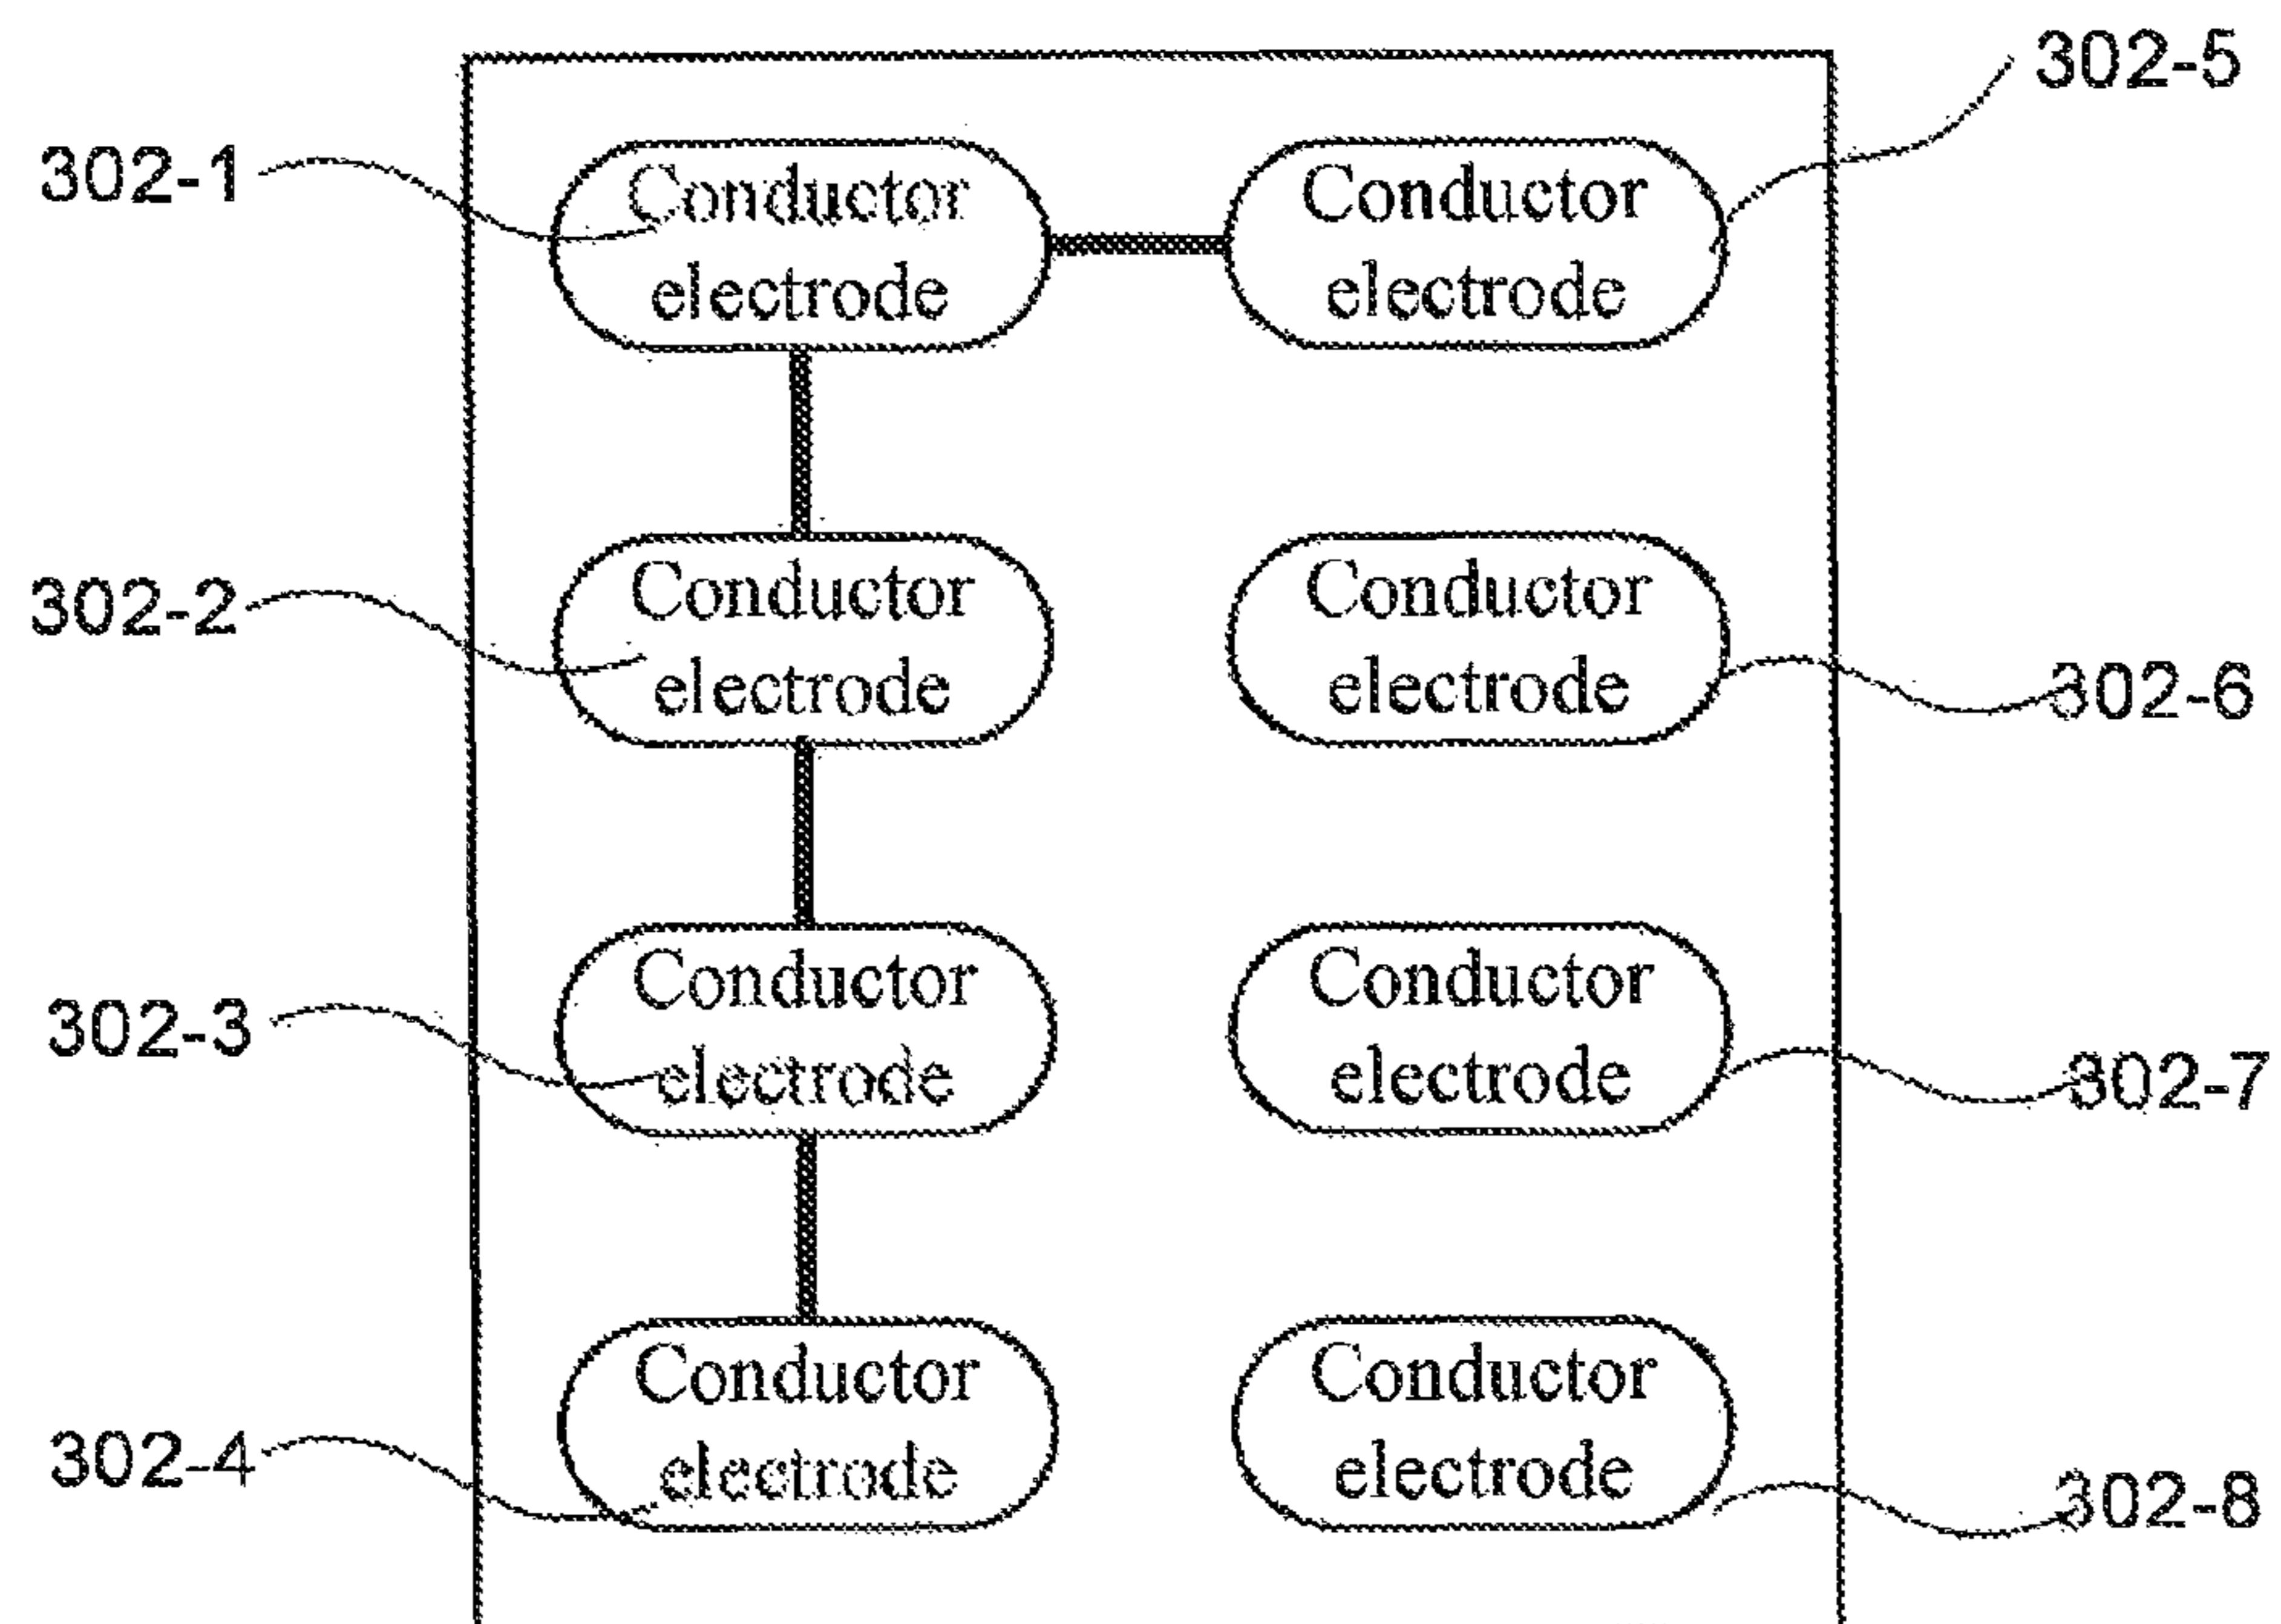 302-5
302-1
Conductor
electrode
Conductor
electrode
302-2
Conductor
electrode
Conductor
electrode
302-6
302-3
Conductor
electrode
Conductor
electrode
302-7
302-4
Conductor
electrode
Conductor
electrode
302-8